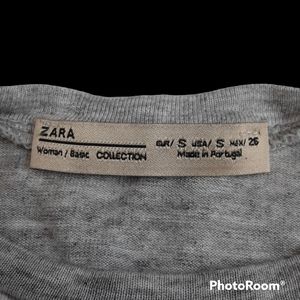 ZARA
Woman / Basic COLLECTION
EUR/ S USA/ S MEX/ 26
Made in Portugal
PhotoRoom®